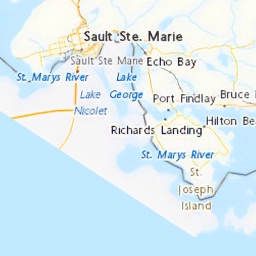 Sault Ste. Marie
Sault Ste Marie
Echo Bay
St. Marys River
Lake
George
Lake
Nicolet
Port Findlay
Bruce
Hilton Be
Richards Landing
St. Marys River
St.
Joseph
Island